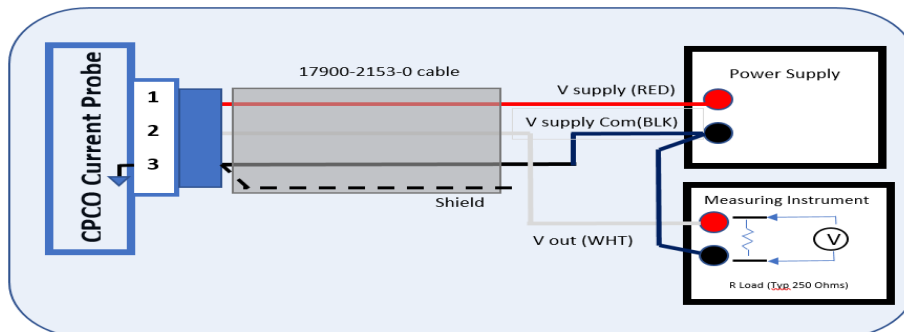 CPCO Current Probe
1
2
3
17900-2153-0 cable
Shield
V supply (RED)
V supply Com(BLK)
V out (WHT)
Power Supply
Measuring Instrument
V
R Load (Typ 250 Ohms)